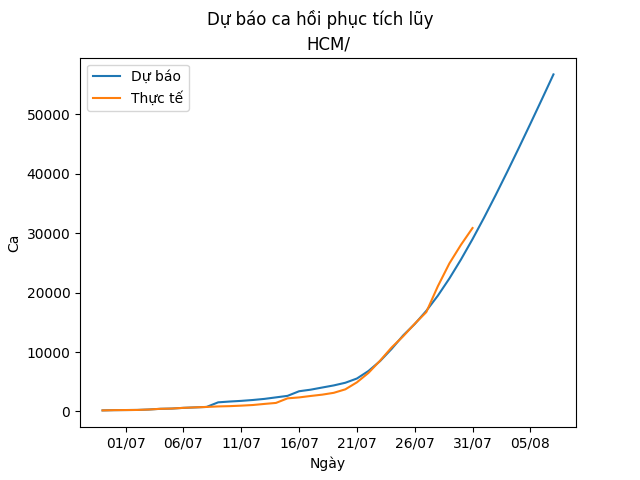 Dự báo ca hồi phục tích lũy
HCM/
Dự báo
Thực tế
50000
40000
30000
20000
10000
0
Ca
01/07 06/07 11/07 16/07 21/07 26/07 31/07 05/08
Ngày